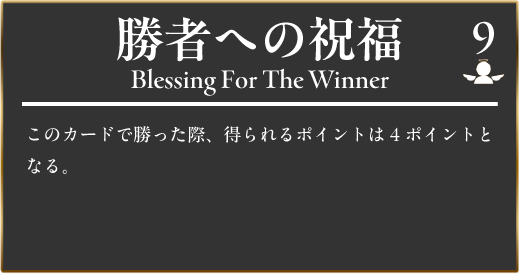 勝者への祝福
9
Blessing For The Winner
このカードで勝った際、得られるポイントは４ポイントと
なる。